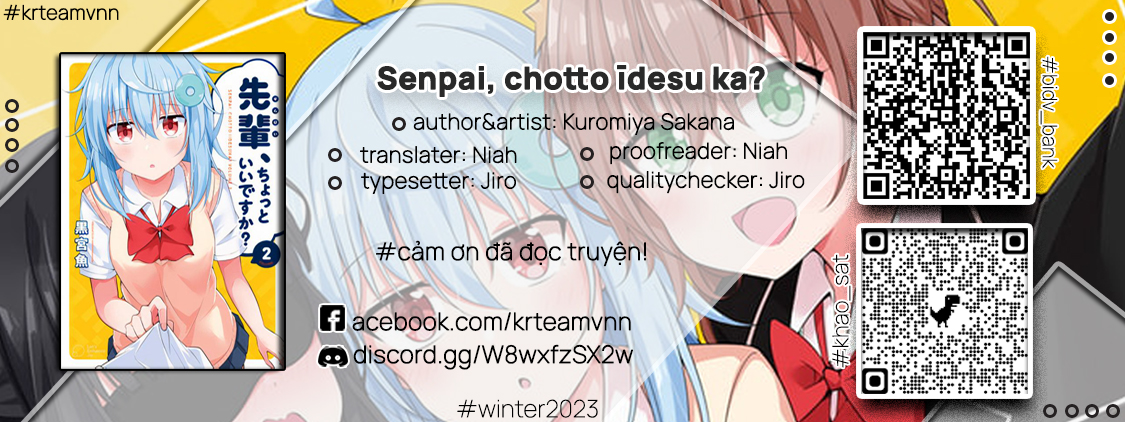 #krteamvnn
先輩、
ちょっと
いいですか?
2
黒宮魚
Senpai, chotto īdesu ka?
author&artist: Kuromiya Sakana
translater: Niah
proofreader: Niah
typesetter: Jiro
qualitychecker: Jiro
#cảm ơn đã đọc truyện!
facebook.com/krteamvnn
discord.gg/W8wxfzSX2w
#winter2023
#bidv_bank
#khao_sat